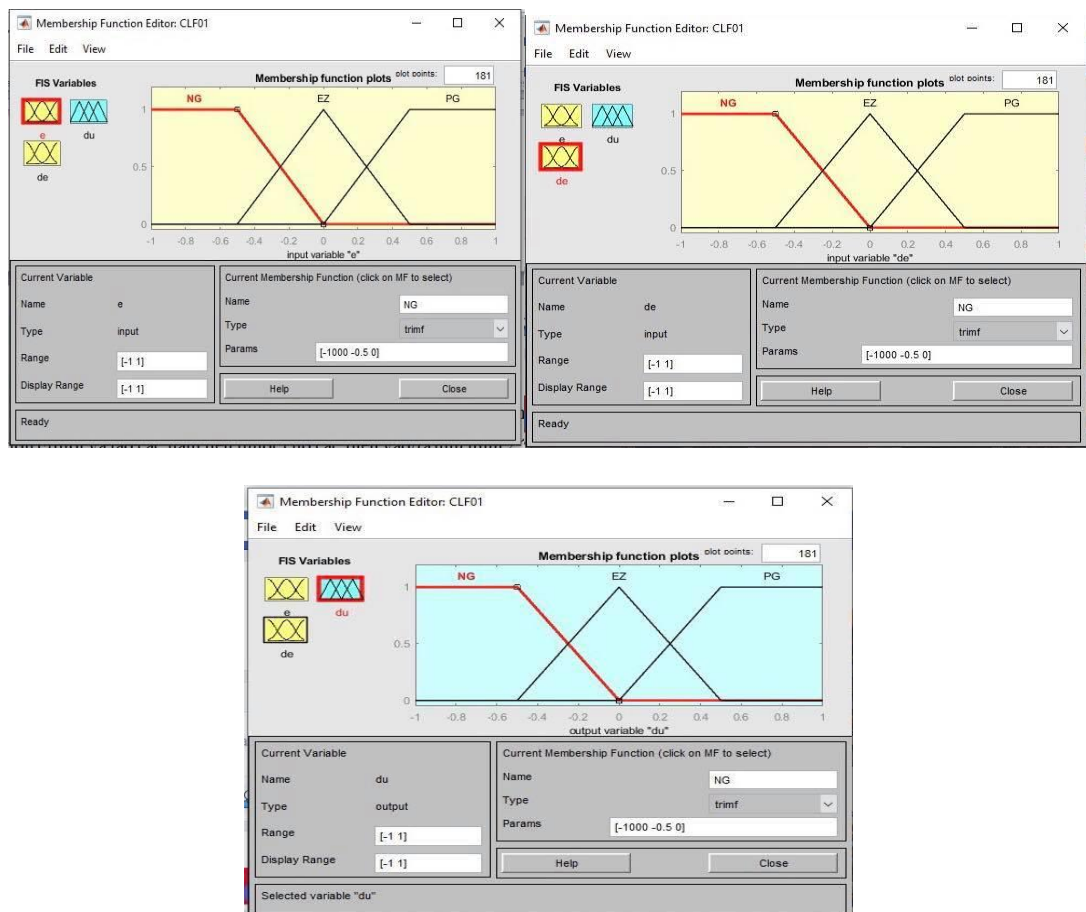 Membership Function Editor: CLF01
File Edit View
FIS Variables
Membership function plots plot points: 181
e du
de
NG EZ PG
1
0.5
0
-1 -0.8 -0.6 -0.4 -0.2 0 0.2 0.4 0.6 0.8 1
input variable "e"
Current Variable
Name e
Type input
Range [-1 1]
Display Range [-1 1]
Current Membership Function (click on MF to select)
Name NG
Type trimf
Params [-1000 -0.5 0]
Help Close
Ready
Membership Function Editor: CLF01
File Edit View
FIS Variables
Membership function plots plot points: 181
e du
de
NG EZ PG
1
0.5
0
-1 -0.8 -0.6 -0.4 -0.2 0 0.2 0.4 0.6 0.8 1
input variable "de"
Current Variable
Name de
Type input
Range [-1 1]
Display Range [-1 1]
Current Membership Function (click on MF to select)
Name NG
Type trimf
Params [-1000 -0.5 0]
Help Close
Ready
Membership Function Editor: CLF01
File Edit View
FIS Variables
Membership function plots plot points: 181
e du
de
NG EZ PG
1
0.5
0
-1 -0.8 -0.6 -0.4 -0.2 0 0.2 0.4 0.6 0.8 1
output variable "du"
Current Variable
Name du
Type output
Range [-1 1]
Display Range [-1 1]
Current Membership Function (click on MF to select)
Name NG
Type trimf
Params [-1000 -0.5 0]
Help Close
Selected variable "du"